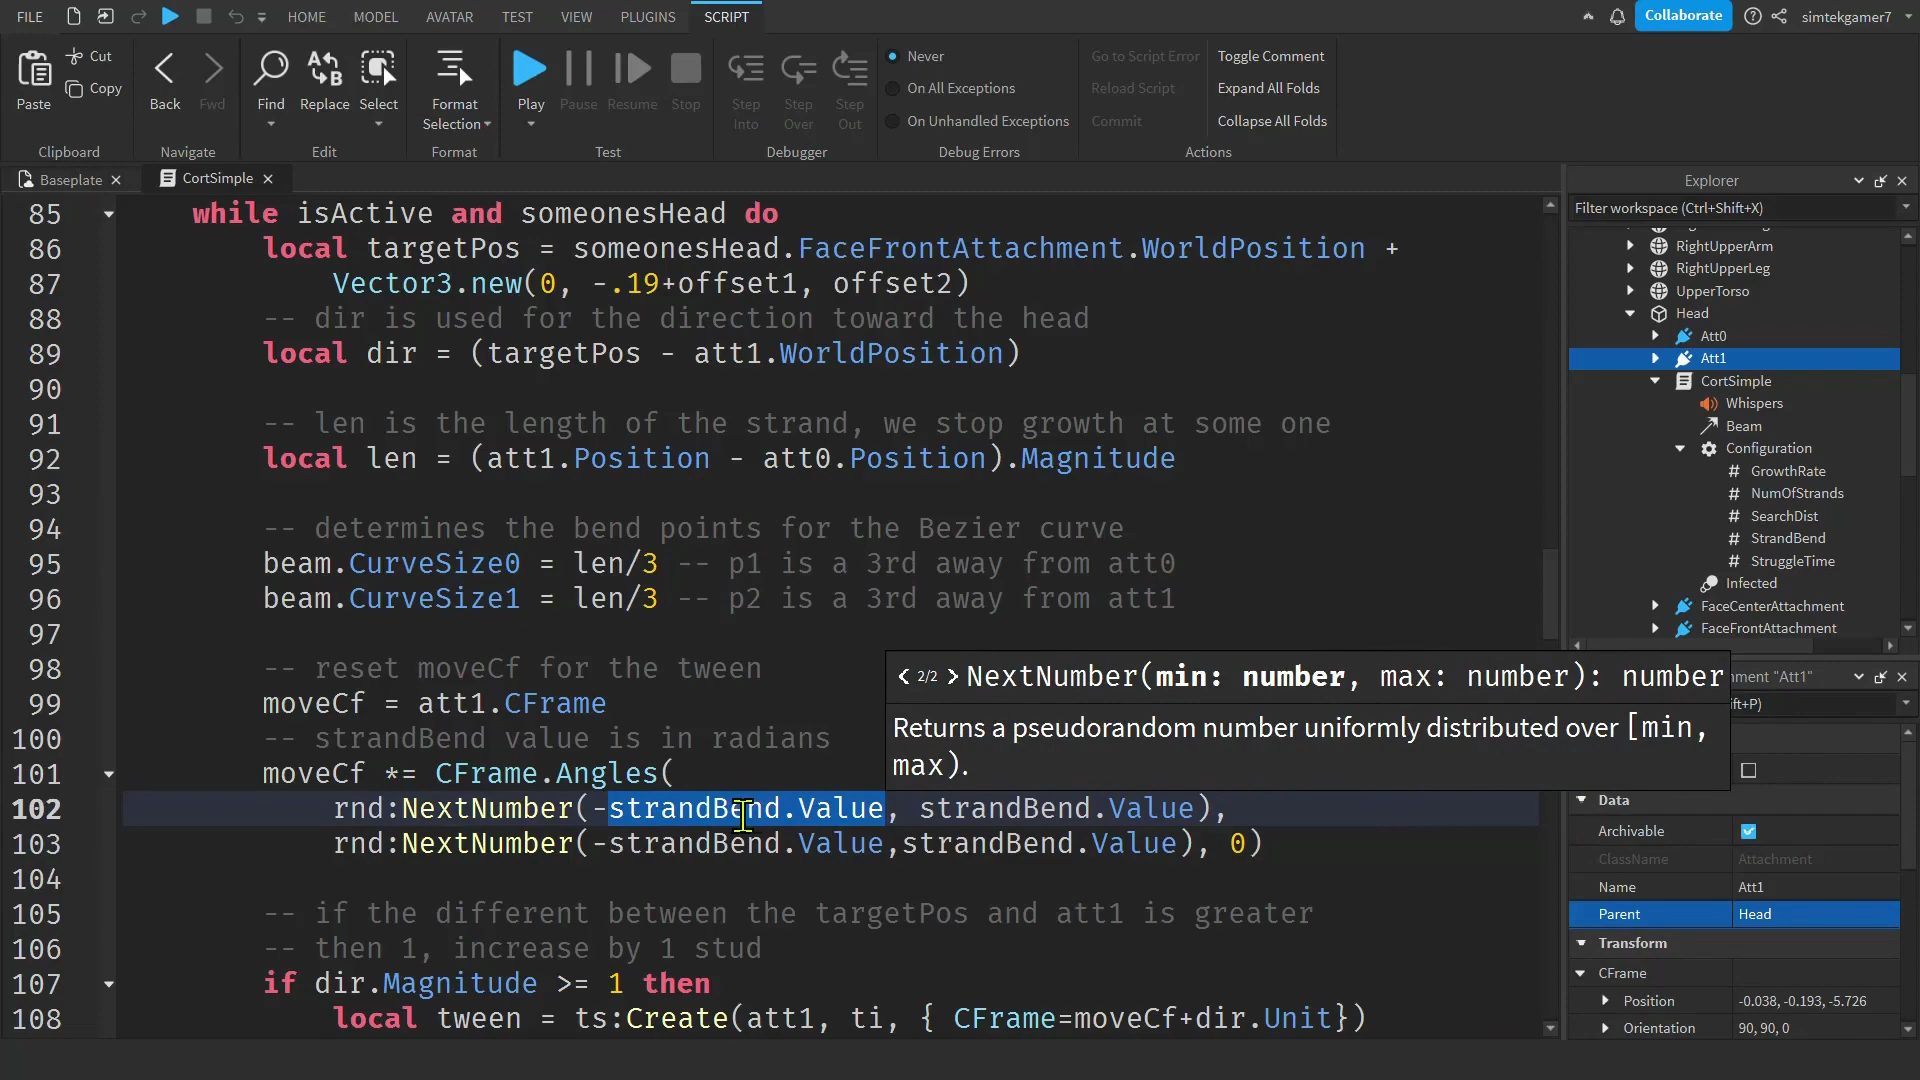 FILE HOME MODEL AVATAR TEST VIEW PLUGINS SCRIPT Collaborate simtekgamer7
Paste Cut Copy Clipboard
Back Fwd Navigate
Find Replace Select Edit
Format Selection Format
Play Pause Resume Stop Test
Step Into Step Over Step Out Debugger
Never
On All Exceptions
On Unhandled Exceptions
Debug Errors
Go to Script Error Toggle Comment
Reload Script Expand All Folds
Commit Collapse All Folds
Actions
Baseplate CortSimple
85 while isActive and someonesHead do
86 local targetPos = someonesHead.FaceFrontAttachment.WorldPosition +
87 Vector3.new(0, -.19+offset1, offset2)
88 -- dir is used for the direction toward the head
89 local dir = (targetPos - att1.WorldPosition)
90
91 -- len is the length of the strand, we stop growth at some one
92 local len = (att1.Position - att0.Position).Magnitude
93
94 -- determines the bend points for the Bezier curve
95 beam.CurveSize0 = len/3 -- p1 is a 3rd away from att0
96 beam.CurveSize1 = len/3 -- p2 is a 3rd away from att1
97
98 -- reset moveCf for the tween
99 moveCf = att1.CFrame
100 -- strandBend value is in radians
101 moveCf *= CFrame.Angles(
102 rnd:NextNumber(-strandBend.Value, strandBend.Value),
103 rnd:NextNumber(-strandBend.Value,strandBend.Value), 0)
104
105 -- if the different between the targetPos and att1 is greater
106 -- then 1, increase by 1 stud
107 if dir.Magnitude >= 1 then
108 local tween = ts:Create(att1, ti, { CFrame=moveCf+dir.Unit})
< 2/2 > NextNumber(min: number, max: number): number
Returns a pseudorandom number uniformly distributed over [min,
max).
Explorer
Filter workspace (Ctrl+Shift+X)
RightUpperArm
RightUpperLeg
UpperTorso
Head
Att0
Att1
CortSimple
Whispers
Beam
Configuration
# GrowthRate
# NumOfStrands
# SearchDist
# StrandBend
# StruggleTime
Infected
FaceCenterAttachment
FaceFrontAttachment
nment "Att1"
ift+P)
Data
Archivable
ClassName Attachment
Name Att1
Parent Head
Transform
CFrame
Position -0.038, -0.193, -5.726
Orientation 90, 90, 0